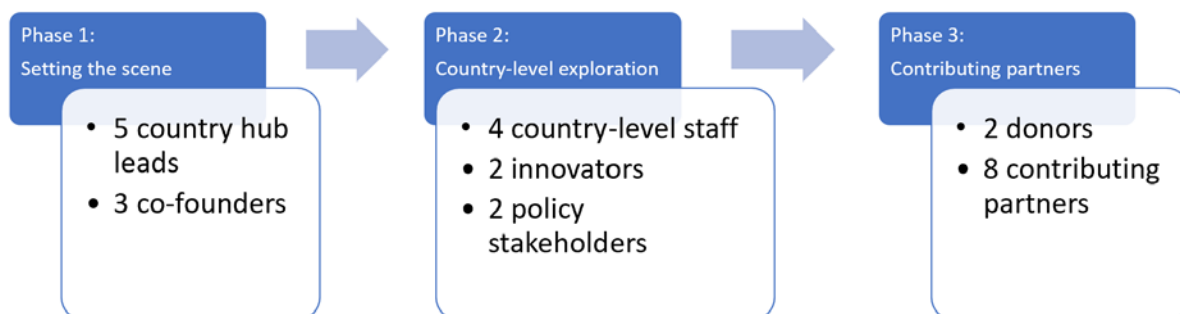 Phase 1:
Setting the scene
• 5 country hub
leads
• 3 co-founders
Phase 2:
Country-level exploration
• 4 country-level staff
• 2 innovators
• 2 policy
stakeholders
Phase 3:
Contributing partners
• 2 donors
• 8 contributing
partners